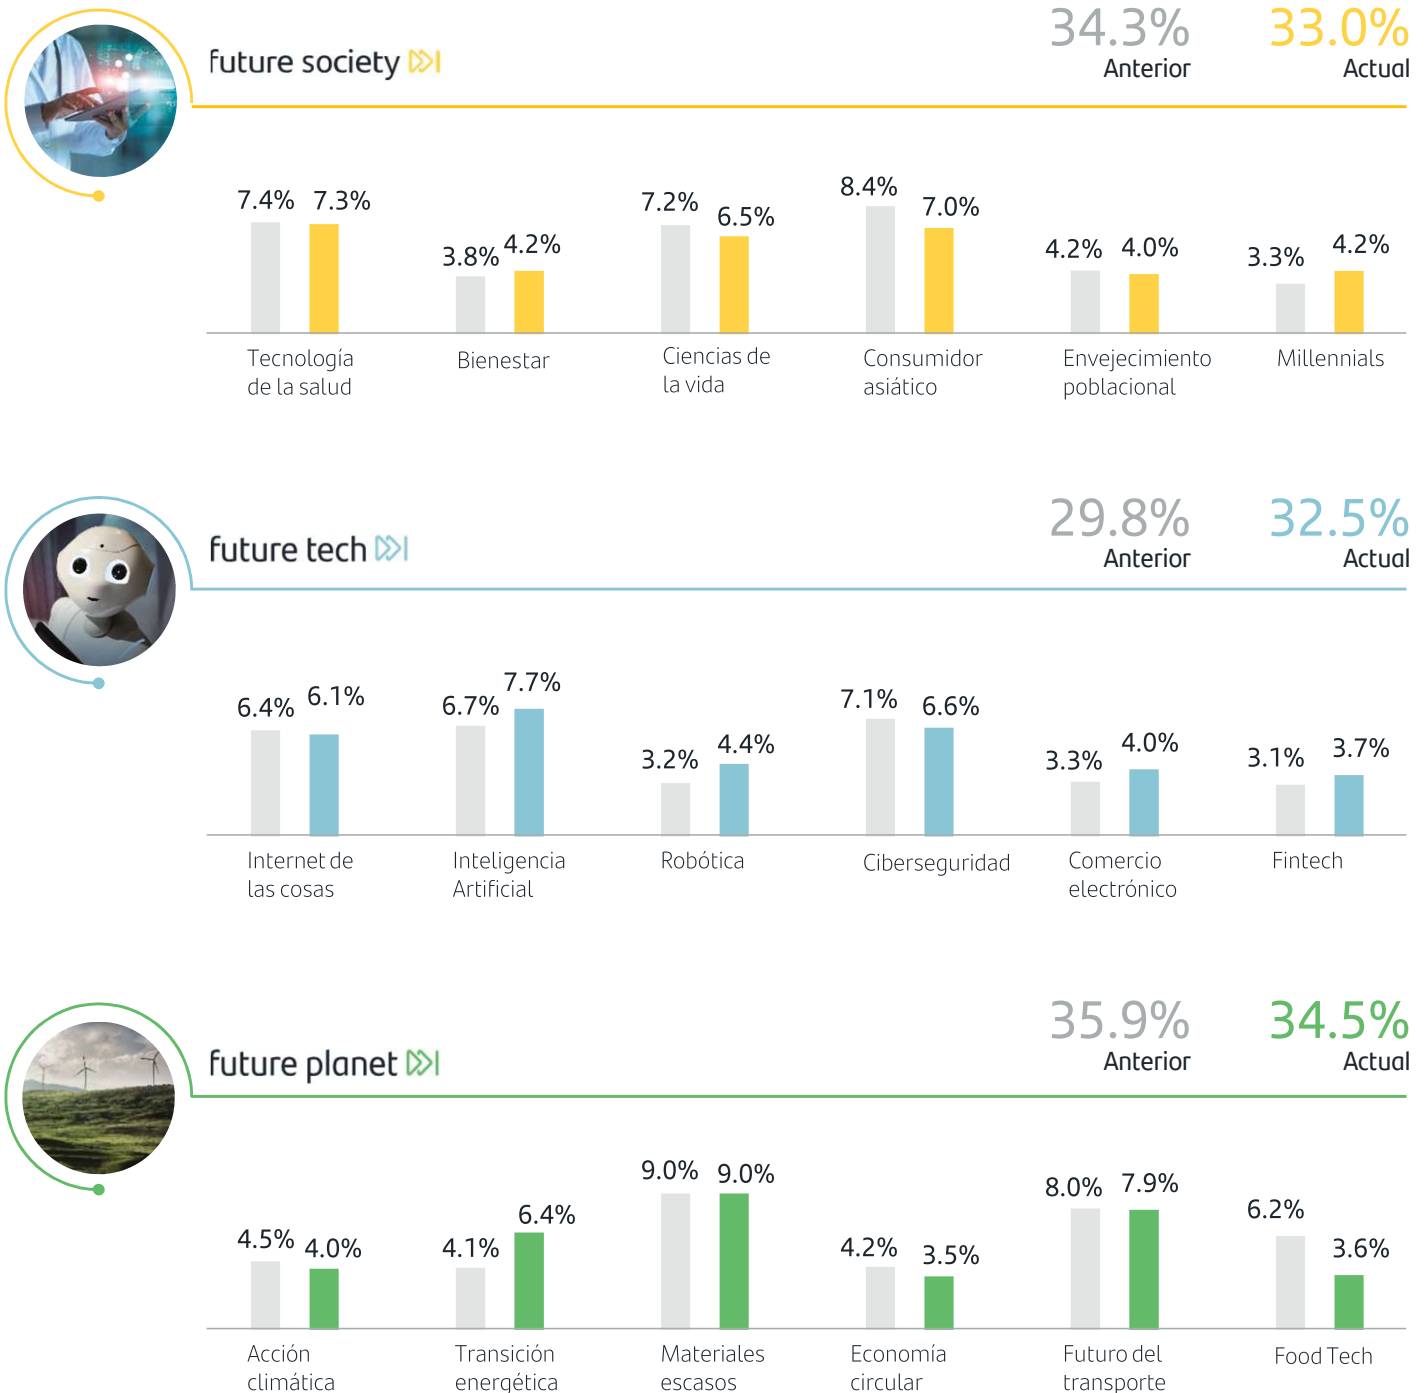 future society
34.3%
Anterior
33.0%
Actual
7.4% 7.3%
3.8% 4.2%
7.2% 6.5%
8.4% 7.0%
4.2% 4.0%
3.3% 4.2%
Tecnología
de la salud
Bienestar
Ciencias de
la vida
Consumidor
asiático
Envejecimiento
poblacional
Millennials
future tech
29.8%
Anterior
32.5%
Actual
6.4% 6.1%
6.7% 7.7%
3.2% 4.4%
7.1% 6.6%
3.3% 4.0%
3.1% 3.7%
Internet de
las cosas
Inteligencia
Artificial
Robótica
Ciberseguridad
Comercio
electrónico
Fintech
future planet
35.9%
Anterior
34.5%
Actual
4.5% 4.0%
4.1% 6.4%
9.0% 9.0%
4.2% 3.5%
8.0% 7.9%
6.2% 3.6%
Acción
climática
Transición
energética
Materiales
escasos
Economía
circular
Futuro del
transporte
Food Tech